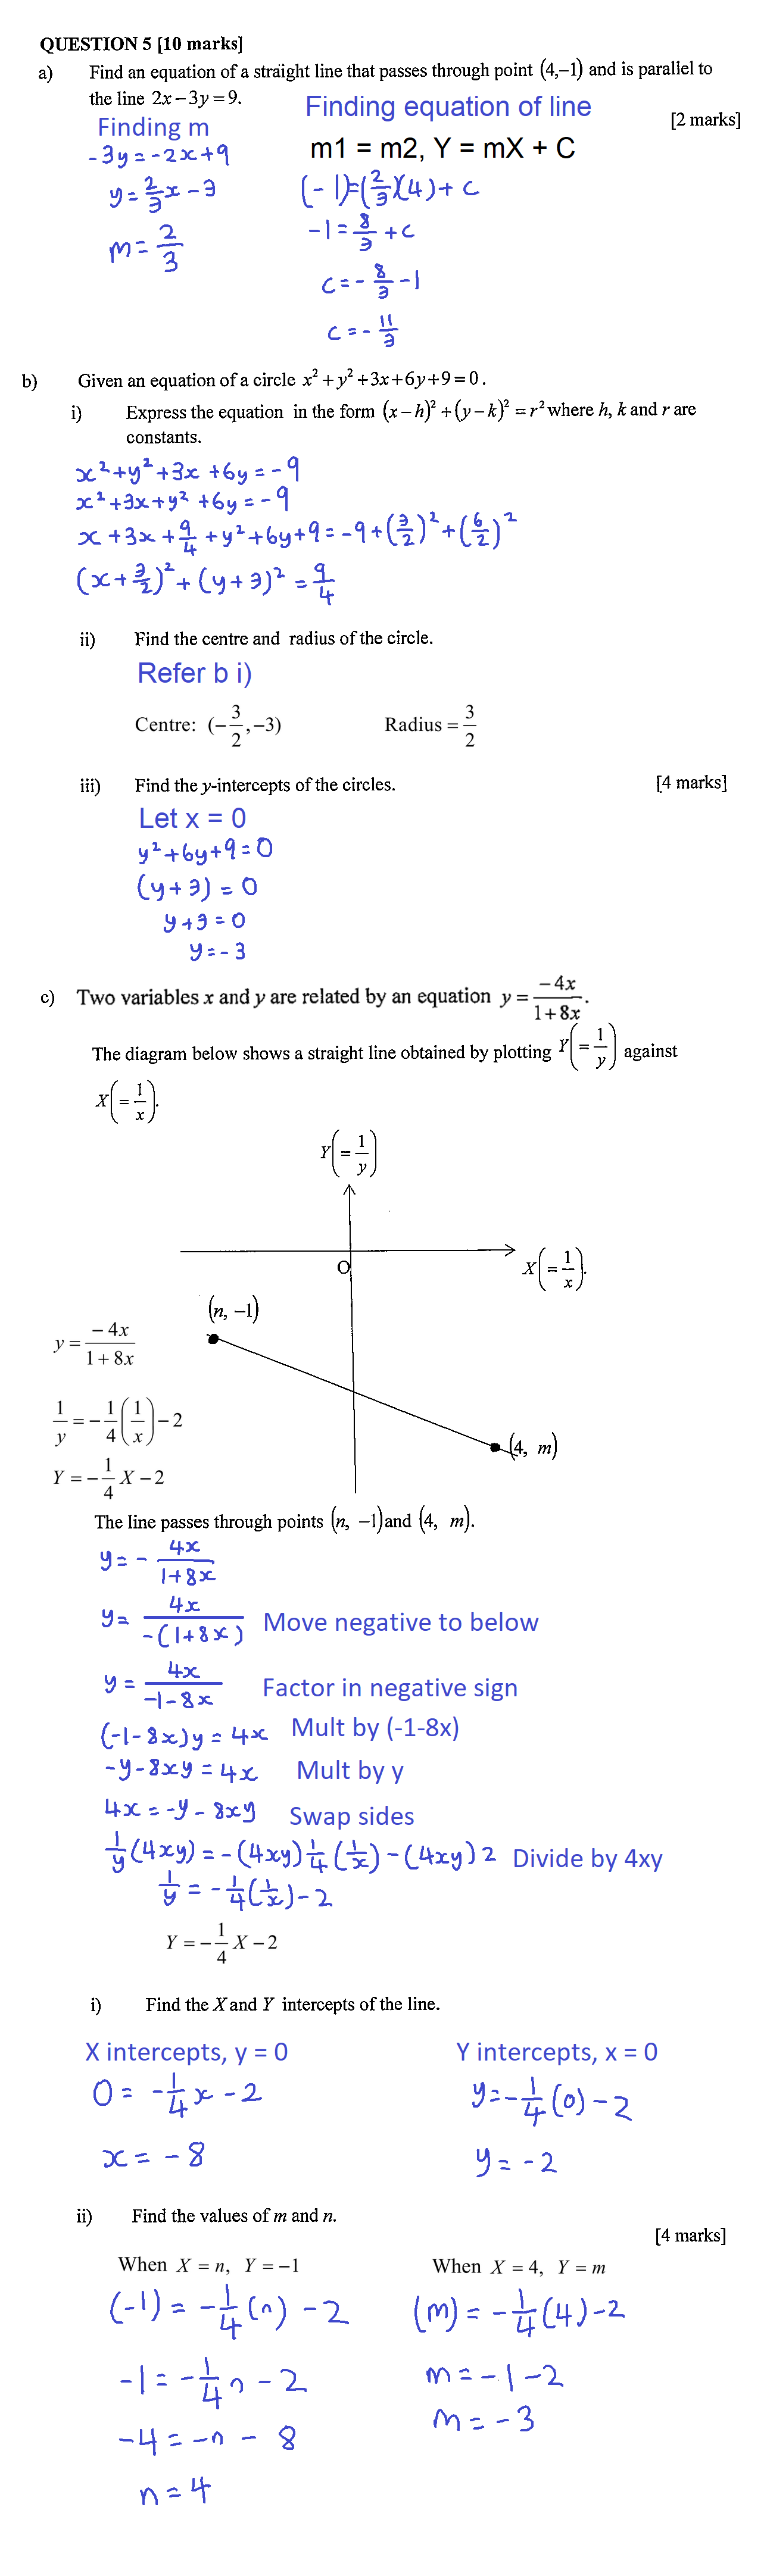 QUESTION 5 [10 marks]
a) Find an equation of a straight line that passes through point (4,−1) and is parallel to
the line 2x−3y=9.
[2 marks]
Finding m
-3y = -2x+9
y = 2/3 x - 3
m = 2/3
Finding equation of line
m1 = m2, Y = mX + C
(-1)=(2/3)(4)+c
-1 = 8/3 + c
c = -8/3 -1
c = -11/3
b) Given an equation of a circle x²+y²+3x+6y+9=0.
i) Express the equation in the form (x−h)²+(y−k)²=r² where h, k and r are
constants.
x²+y²+3x+6y=-9
x²+3x+y²+6y=-9
x+3x+9/4+y²+6y+9=-9+(3/2)²+(6/2)²
(x+3/2)²+(y+3)²=9/4
ii) Find the centre and radius of the circle.
Refer b i)
Centre: (−3/2,−3) Radius = 3/2
iii) Find the y-intercepts of the circles. [4 marks]
Let x = 0
y²+6y+9=0
(y+3)=0
y+3=0
y=-3
c) Two variables x and y are related by an equation y = −4x/(1+8x).
The diagram below shows a straight line obtained by plotting Y(=1/y) against
X(=1/x).
Y(=1/y)
O
X(=1/x).
(n, −1)
(4, m)
y = −4x/(1+8x)
1/y = −1/4(1/x)−2
Y = −1/4 X − 2
The line passes through points (n, −1) and (4, m).
y = - 4x/(1+8x)
y = 4x/-(1+8x) Move negative to below
y = 4x/(-1-8x) Factor in negative sign
(-1-8x)y = 4x Mult by (-1-8x)
-y-8xy = 4x Mult by y
4x = -y - 8xy Swap sides
1/y(4xy) = -(4xy)1/4(1/x)-(4xy)2 Divide by 4xy
1/y = -1/4(1/x)-2
Y = −1/4 X − 2
i) Find the X and Y intercepts of the line.
X intercepts, y = 0
0 = -1/4 x - 2
x = -8
Y intercepts, x = 0
y = -1/4(0) - 2
y = -2
ii) Find the values of m and n.
[4 marks]
When X = n, Y = −1
(-1) = -1/4(n) - 2
-1 = -1/4 n - 2
-4 = -n - 8
n = 4
When X = 4, Y = m
(m) = -1/4(4)-2
m = -1-2
m = -3